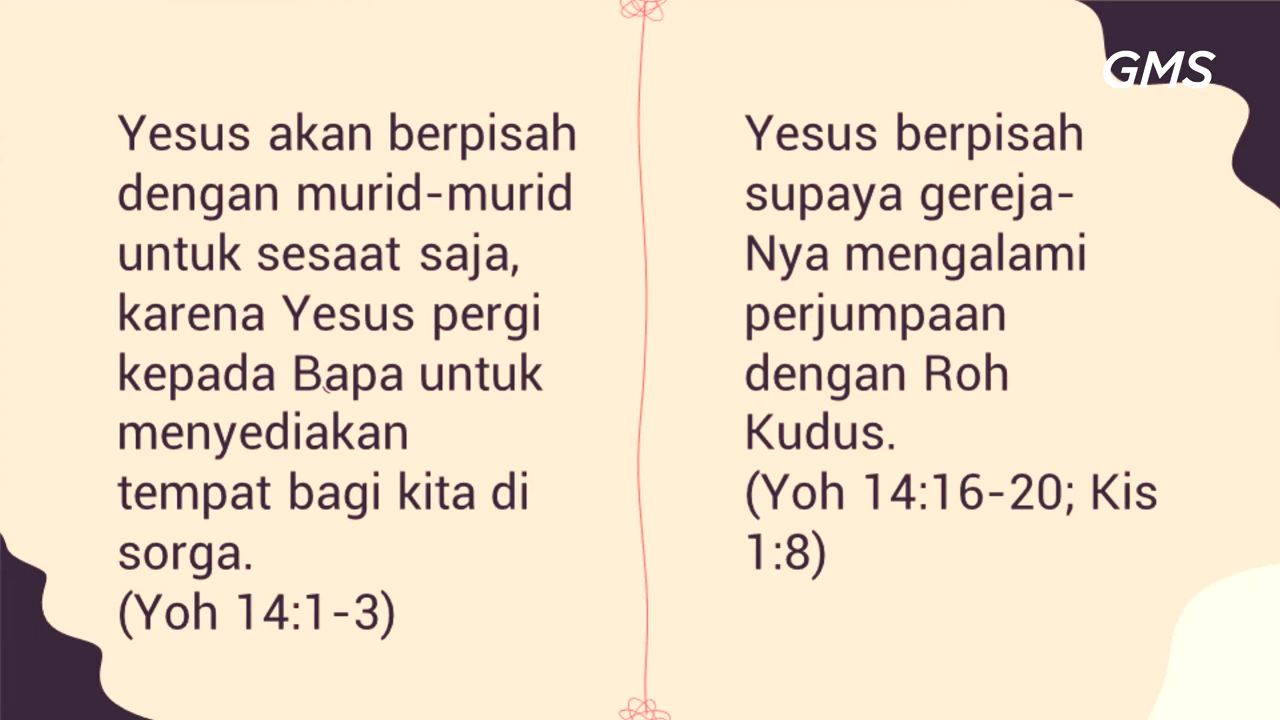 GMS
Yesus akan berpisah
dengan murid-murid
untuk sesaat saja,
karena Yesus pergi
kepada Bapa untuk
menyediakan
tempat bagi kita di
sorga.
(Yoh 14:1-3)
Yesus berpisah
supaya gereja-
Nya mengalami
perjumpaan
dengan Roh
Kudus.
(Yoh 14:16-20; Kis
1:8)